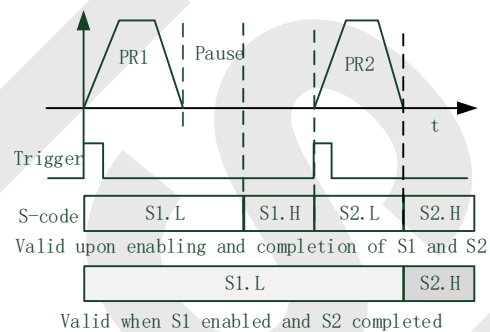 PR1 Pause PR2
t
Trigger
S-code S1.L S1.H S2.L S2.H
Valid upon enabling and completion of S1 and S2
S1.L S2.H
Valid when S1 enabled and S2 completed